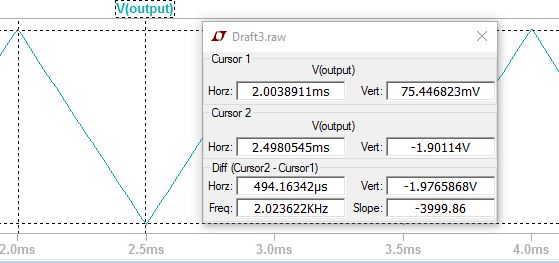 V(output)
Draft3.raw
Cursor 1
V(output)
Horz: 2.0038911ms Vert: 75.446823mV
Cursor 2
V(output)
Horz: 2.4980545ms Vert: -1.90114V
Diff (Cursor2 - Cursor1)
Horz: 494.16342µs Vert: -1.9765868V
Freq: 2.023622KHz Slope: -3999.86
2.0ms 2.5ms 3.0ms 3.5ms 4.0ms